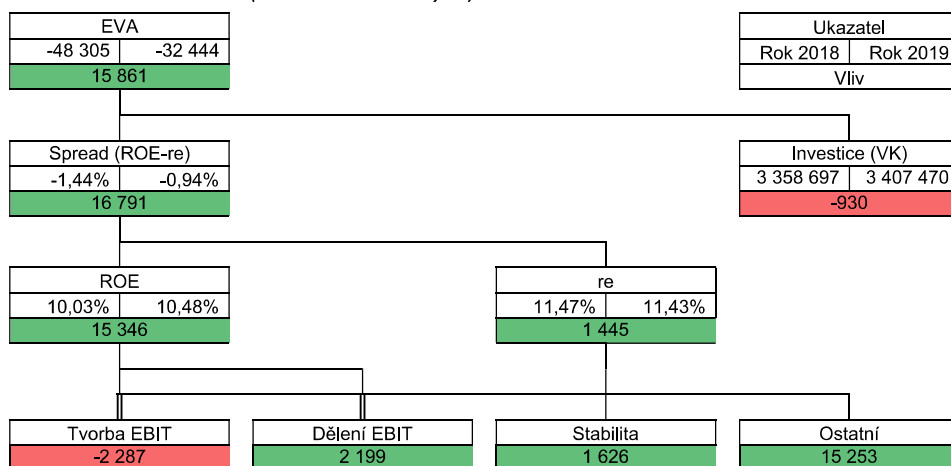 EVA
-48 305 -32 444
15 861
Ukazatel
Rok 2018 Rok 2019
Vliv
Spread (ROE-re)
-1,44% -0,94%
16 791
Investice (VK)
3 358 697 3 407 470
-930
ROE
10,03% 10,48%
15 346
re
11,47% 11,43%
1 445
Tvorba EBIT
-2 287
Dělení EBIT
2 199
Stabilita
1 626
Ostatní
15 253